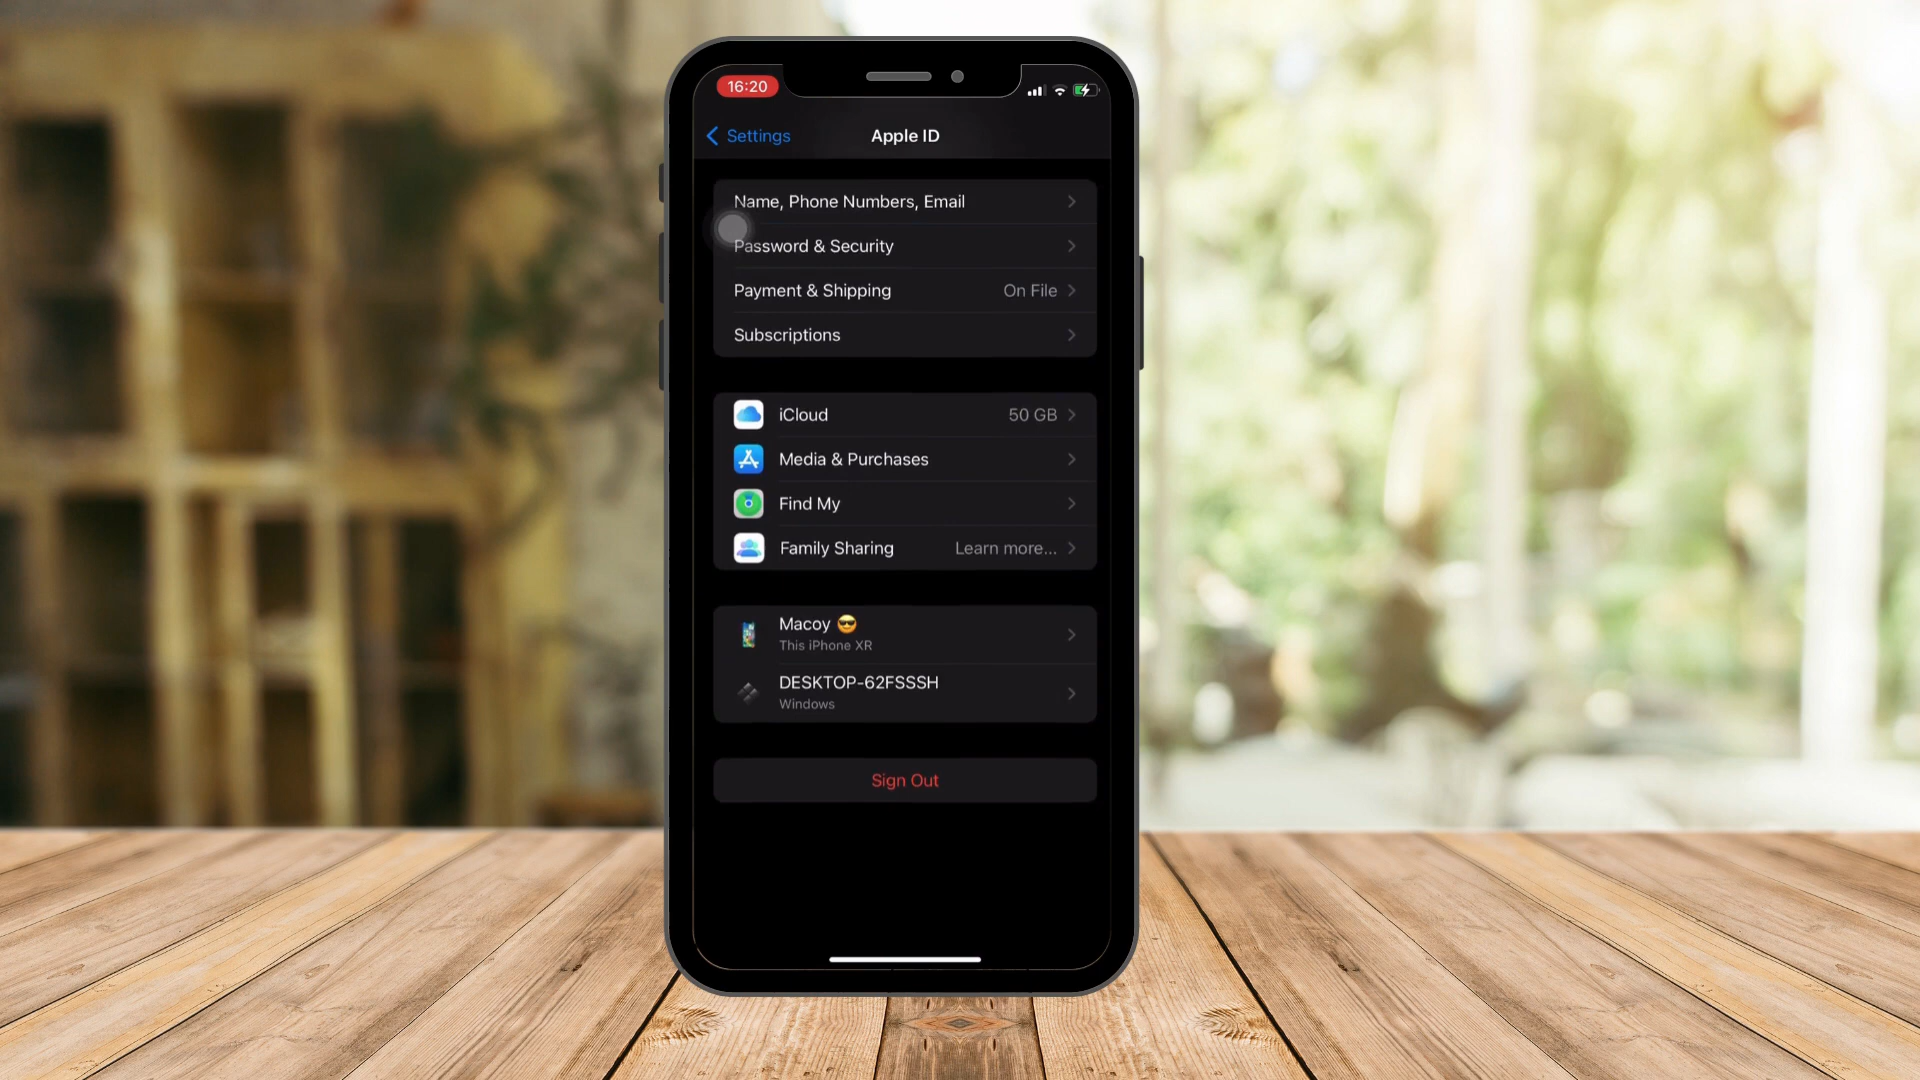 16:20
Settings
Apple ID
Name, Phone Numbers, Email
Password & Security
Payment & Shipping On File
Subscriptions
iCloud 50 GB
Media & Purchases
Find My
Family Sharing Learn more...
Macoy 😎
This iPhone XR
DESKTOP-62FSSSH
Windows
Sign Out